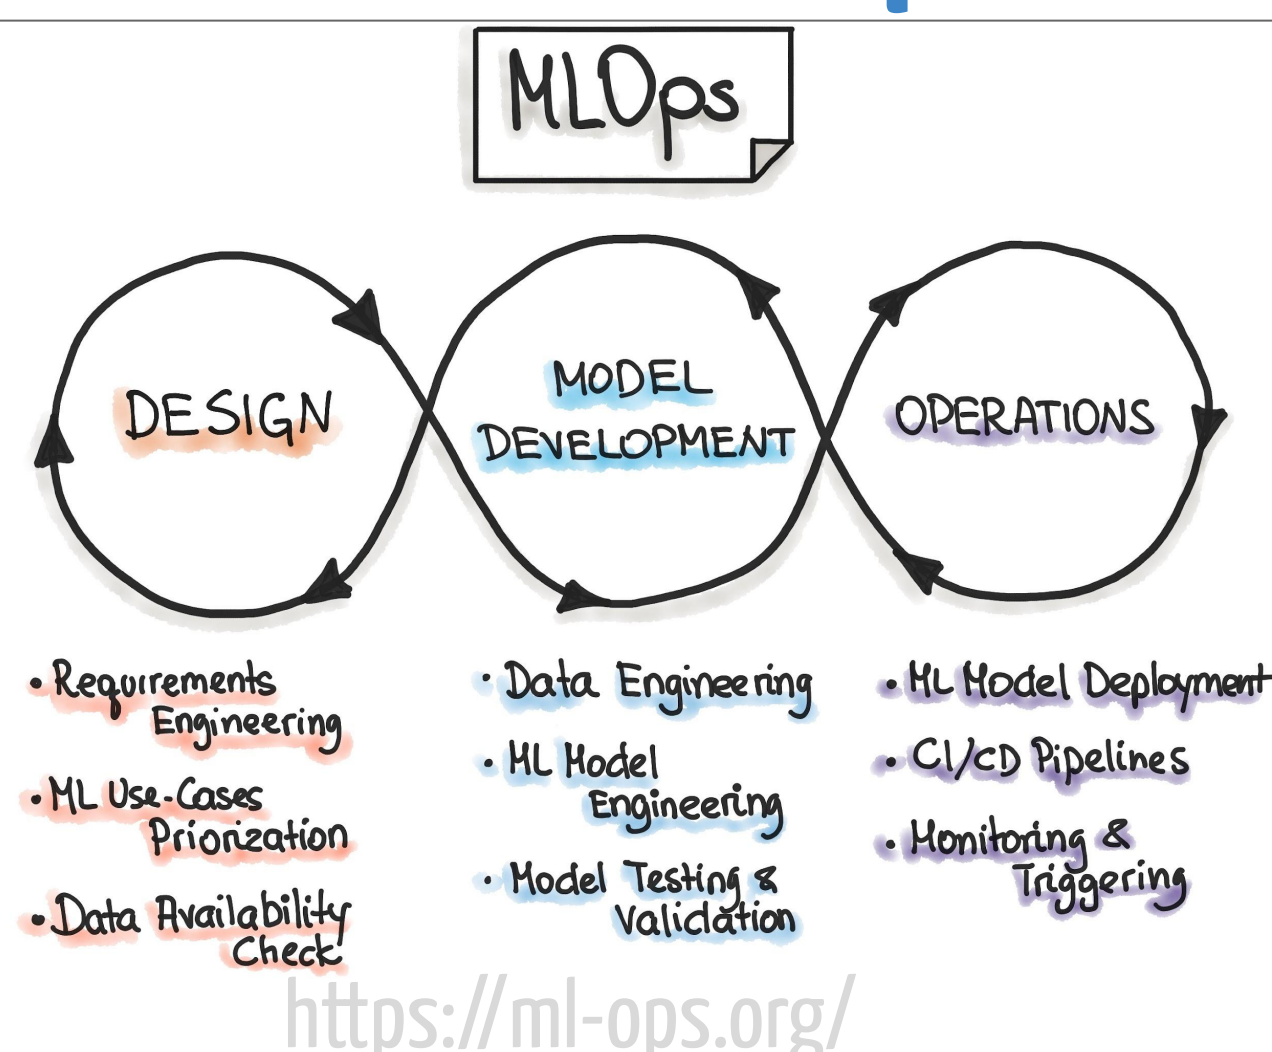 MLOps
DESIGN
MODEL
DEVELOPMENT
OPERATIONS
• Requirements
Engineering
• ML Use-Cases
Priorization
• Data Availability
Check
• Data Engineering
• ML Model
Engineering
• Model Testing &
Validation
• ML Model Deployment
• CI/CD Pipelines
• Monitoring &
Triggering
https://ml-ops.org/